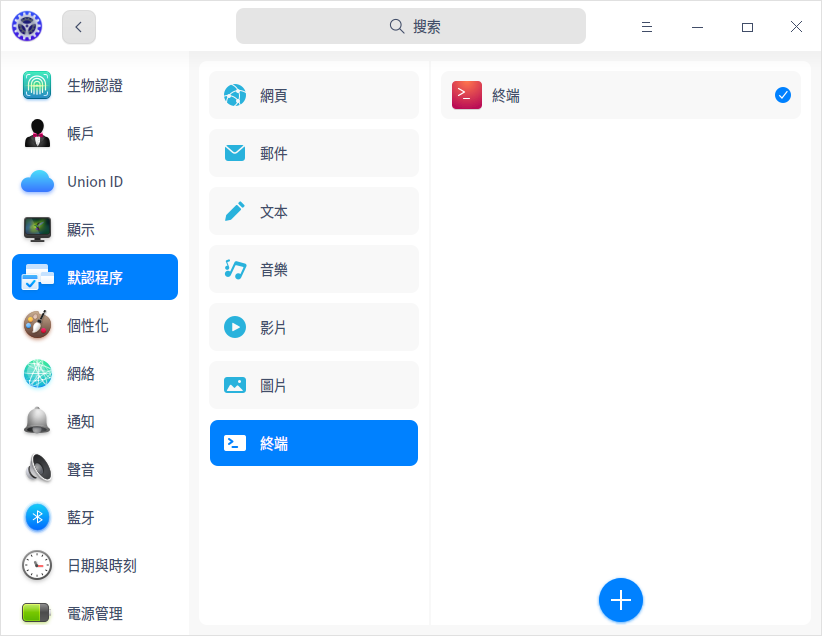 搜索
生物認證
帳戶
Union ID
顯示
默認程序
個性化
網絡
通知
聲音
藍牙
日期與時刻
電源管理
網頁
郵件
文本
音樂
影片
圖片
終端
終端